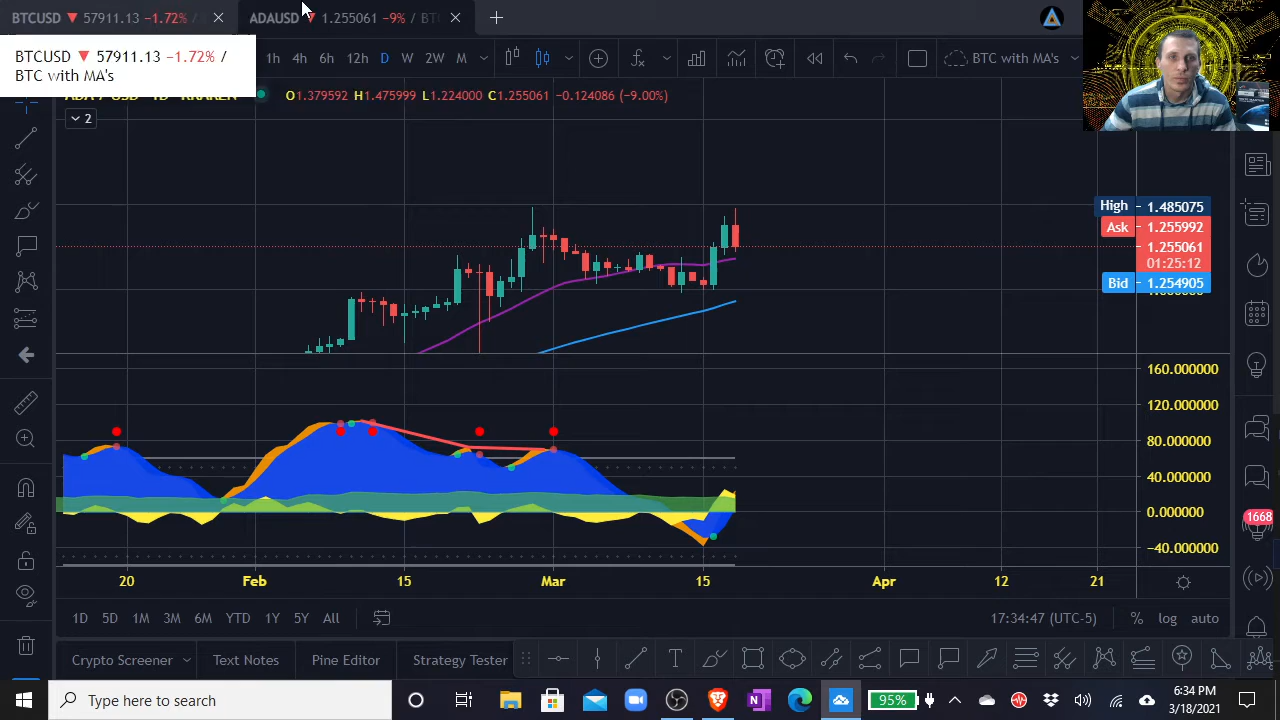 BTCUSD ▼ 57911.13 −1.72% /
ADAUSD ▼ 1.255061 −9% / BT
BTCUSD ▼ 57911.13 −1.72% /
BTC with MA's
1h 4h 6h 12h D W 2W M
BTC with MA's
O1.379592 H1.475999 L1.224000 C1.255061 −0.124086 (−9.00%)
2
High 1.485075
Ask 1.255992
1.255061
01:25:12
Bid 1.254905
160.000000
120.000000
80.000000
40.000000
0.000000
−40.000000
20 Feb 15 Mar 15 Apr 12 21
1668
1D 5D 1M 3M 6M YTD 1Y 5Y All
17:34:47 (UTC-5) % log auto
Crypto Screener Text Notes Pine Editor Strategy Tester
Type here to search
95%
6:34 PM
3/18/2021